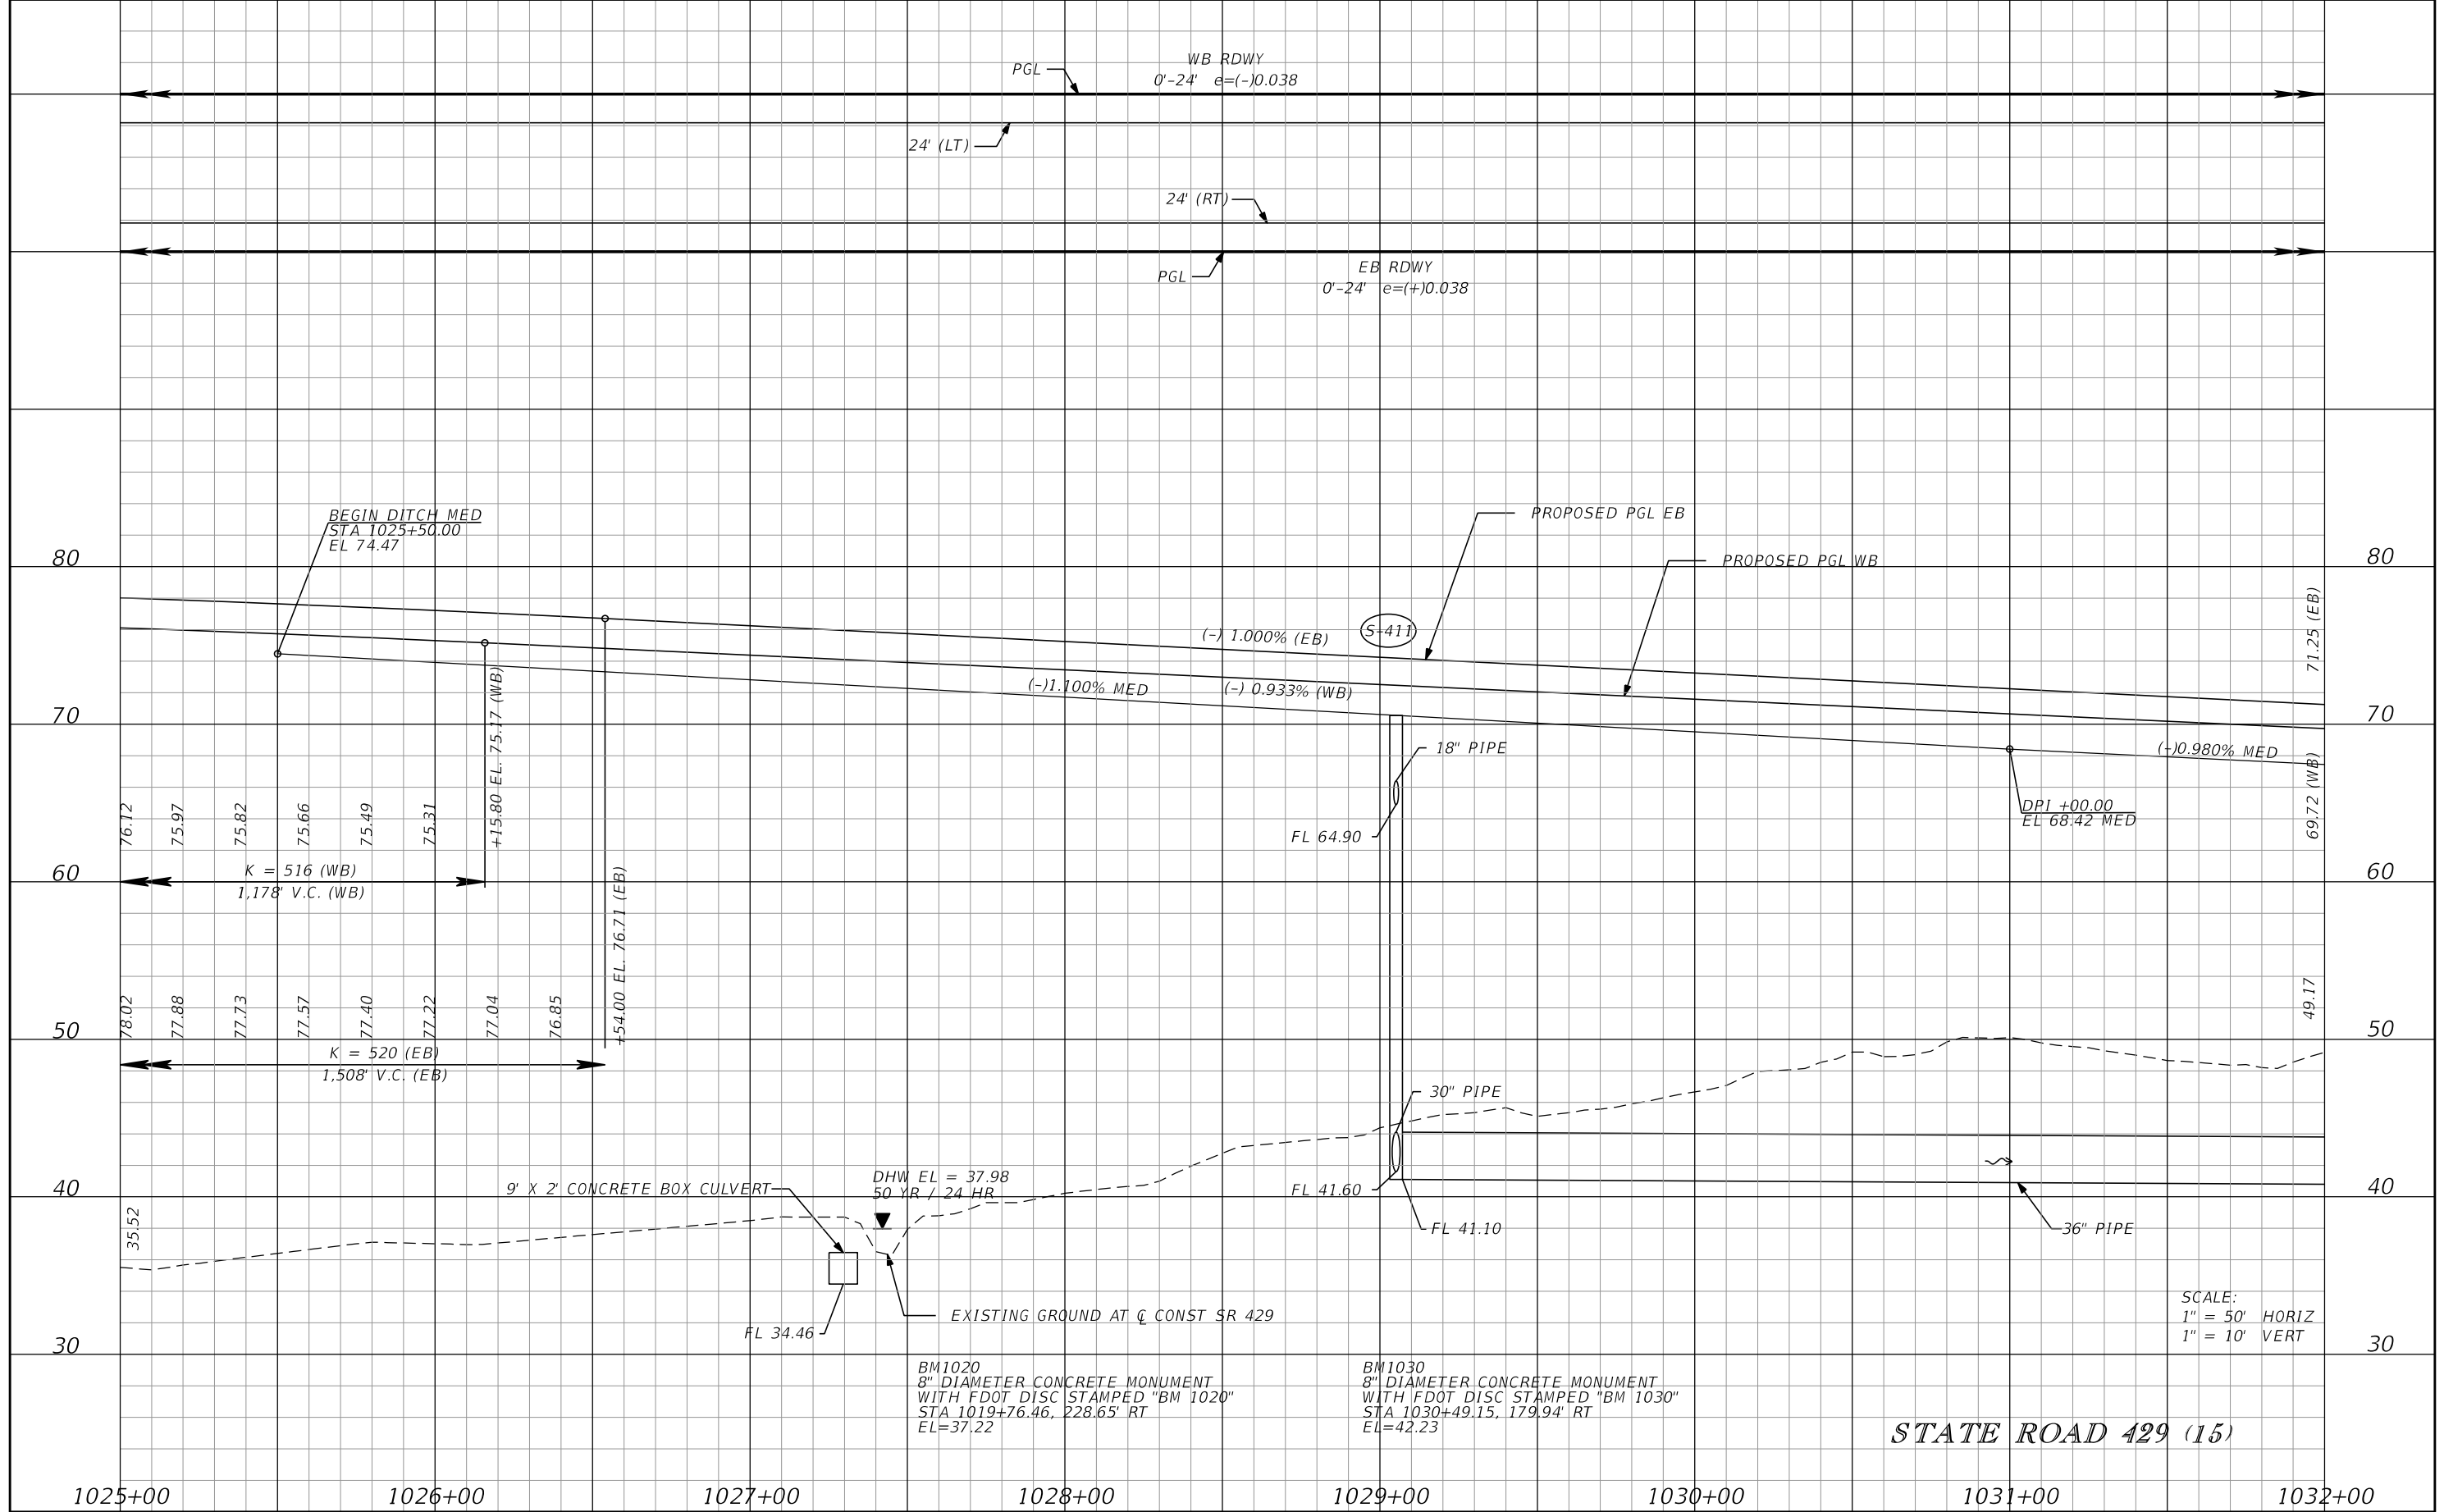 WB RDWY
0'-24' e=(-)0.038
PGL
24' (LT)
24' (RT)
PGL
EB RDWY
0'-24' e=(+)0.038
BEGIN DITCH MED
STA 1025+50.00
EL 74.47
PROPOSED PGL EB
PROPOSED PGL WB
80
80
71.25 (EB)
(-) 1.000% (EB)
S-411
(-)1.100% MED
(-) 0.933% (WB)
70
70
+15.80 EL. 75.17 (WB)
18" PIPE
(-)0.980% MED
69.72 (WB)
DPI +00.00
EL 68.42 MED
76.12
75.97
75.82
75.66
75.49
75.31
FL 64.90
K = 516 (WB)
1,178' V.C. (WB)
60
60
+54.00 EL. 76.71 (EB)
78.02
77.88
77.73
77.57
77.40
77.22
77.04
76.85
49.17
50
50
K = 520 (EB)
1,508' V.C. (EB)
30" PIPE
DHW EL = 37.98
50 YR / 24 HR
9' X 2' CONCRETE BOX CULVERT
FL 41.60
40
40
35.52
FL 41.10
36" PIPE
EXISTING GROUND AT ℄ CONST SR 429
FL 34.46
SCALE:
1" = 50' HORIZ
1" = 10' VERT
30
30
BM1020
8" DIAMETER CONCRETE MONUMENT
WITH FDOT DISC STAMPED "BM 1020"
STA 1019+76.46, 228.65' RT
EL=37.22
BM1030
8" DIAMETER CONCRETE MONUMENT
WITH FDOT DISC STAMPED "BM 1030"
STA 1030+49.15, 179.94' RT
EL=42.23
STATE ROAD 429 (15)
1025+00
1026+00
1027+00
1028+00
1029+00
1030+00
1031+00
1032+00